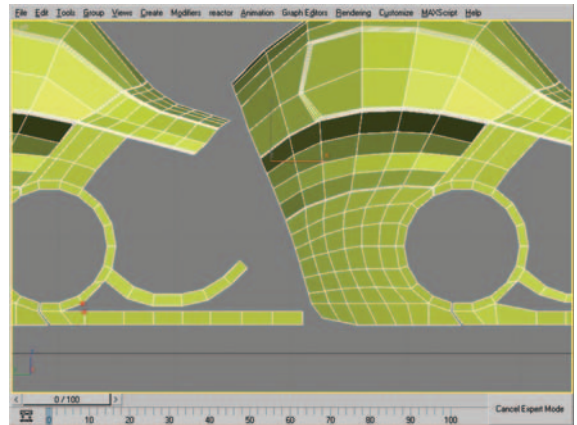 File Edit Tools Group Views Create Modifiers reactor Animation Graph Editors Rendering Customize MAXScript Help
< 0 / 100 >
0 10 20 30 40 50 60 70 80 90 100
Cancel Expert Mode